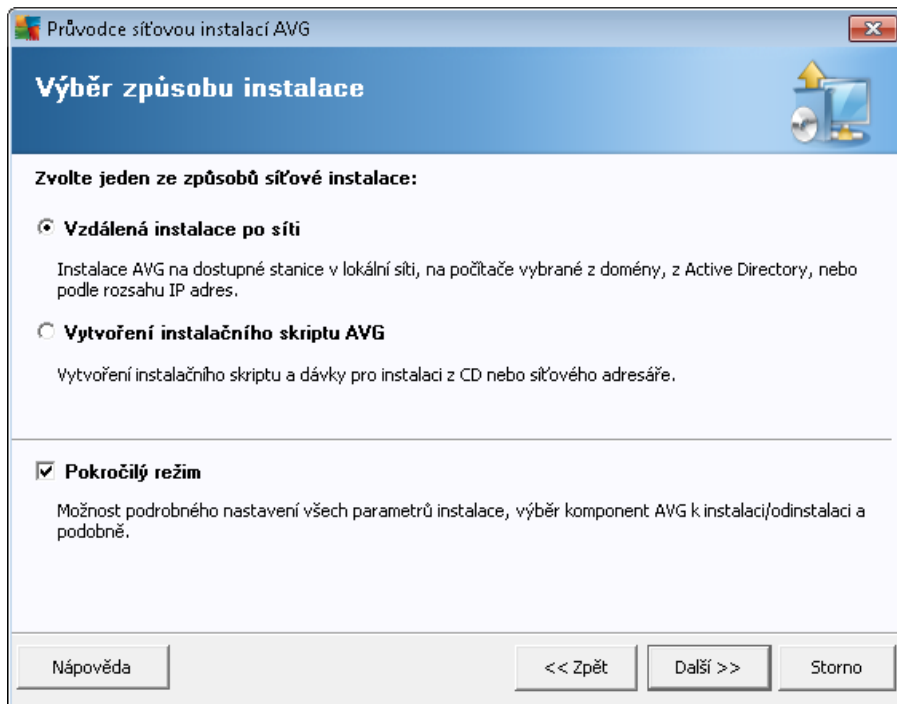 Průvodce síťovou instalací AVG
Výběr způsobu instalace
Zvolte jeden ze způsobů síťové instalace:
Vzdálená instalace po síti
Instalace AVG na dostupné stanice v lokální síti, na počítače vybrané z domény, z Active Directory, nebo
podle rozsahu IP adres.
Vytvoření instalačního skriptu AVG
Vytvoření instalačního skriptu a dávky pro instalaci z CD nebo síťového adresáře.
Pokročilý režim
Možnost podrobného nastavení všech parametrů instalace, výběr komponent AVG k instalaci/odinstalaci a
podobně.
Nápověda << Zpět Další >> Storno